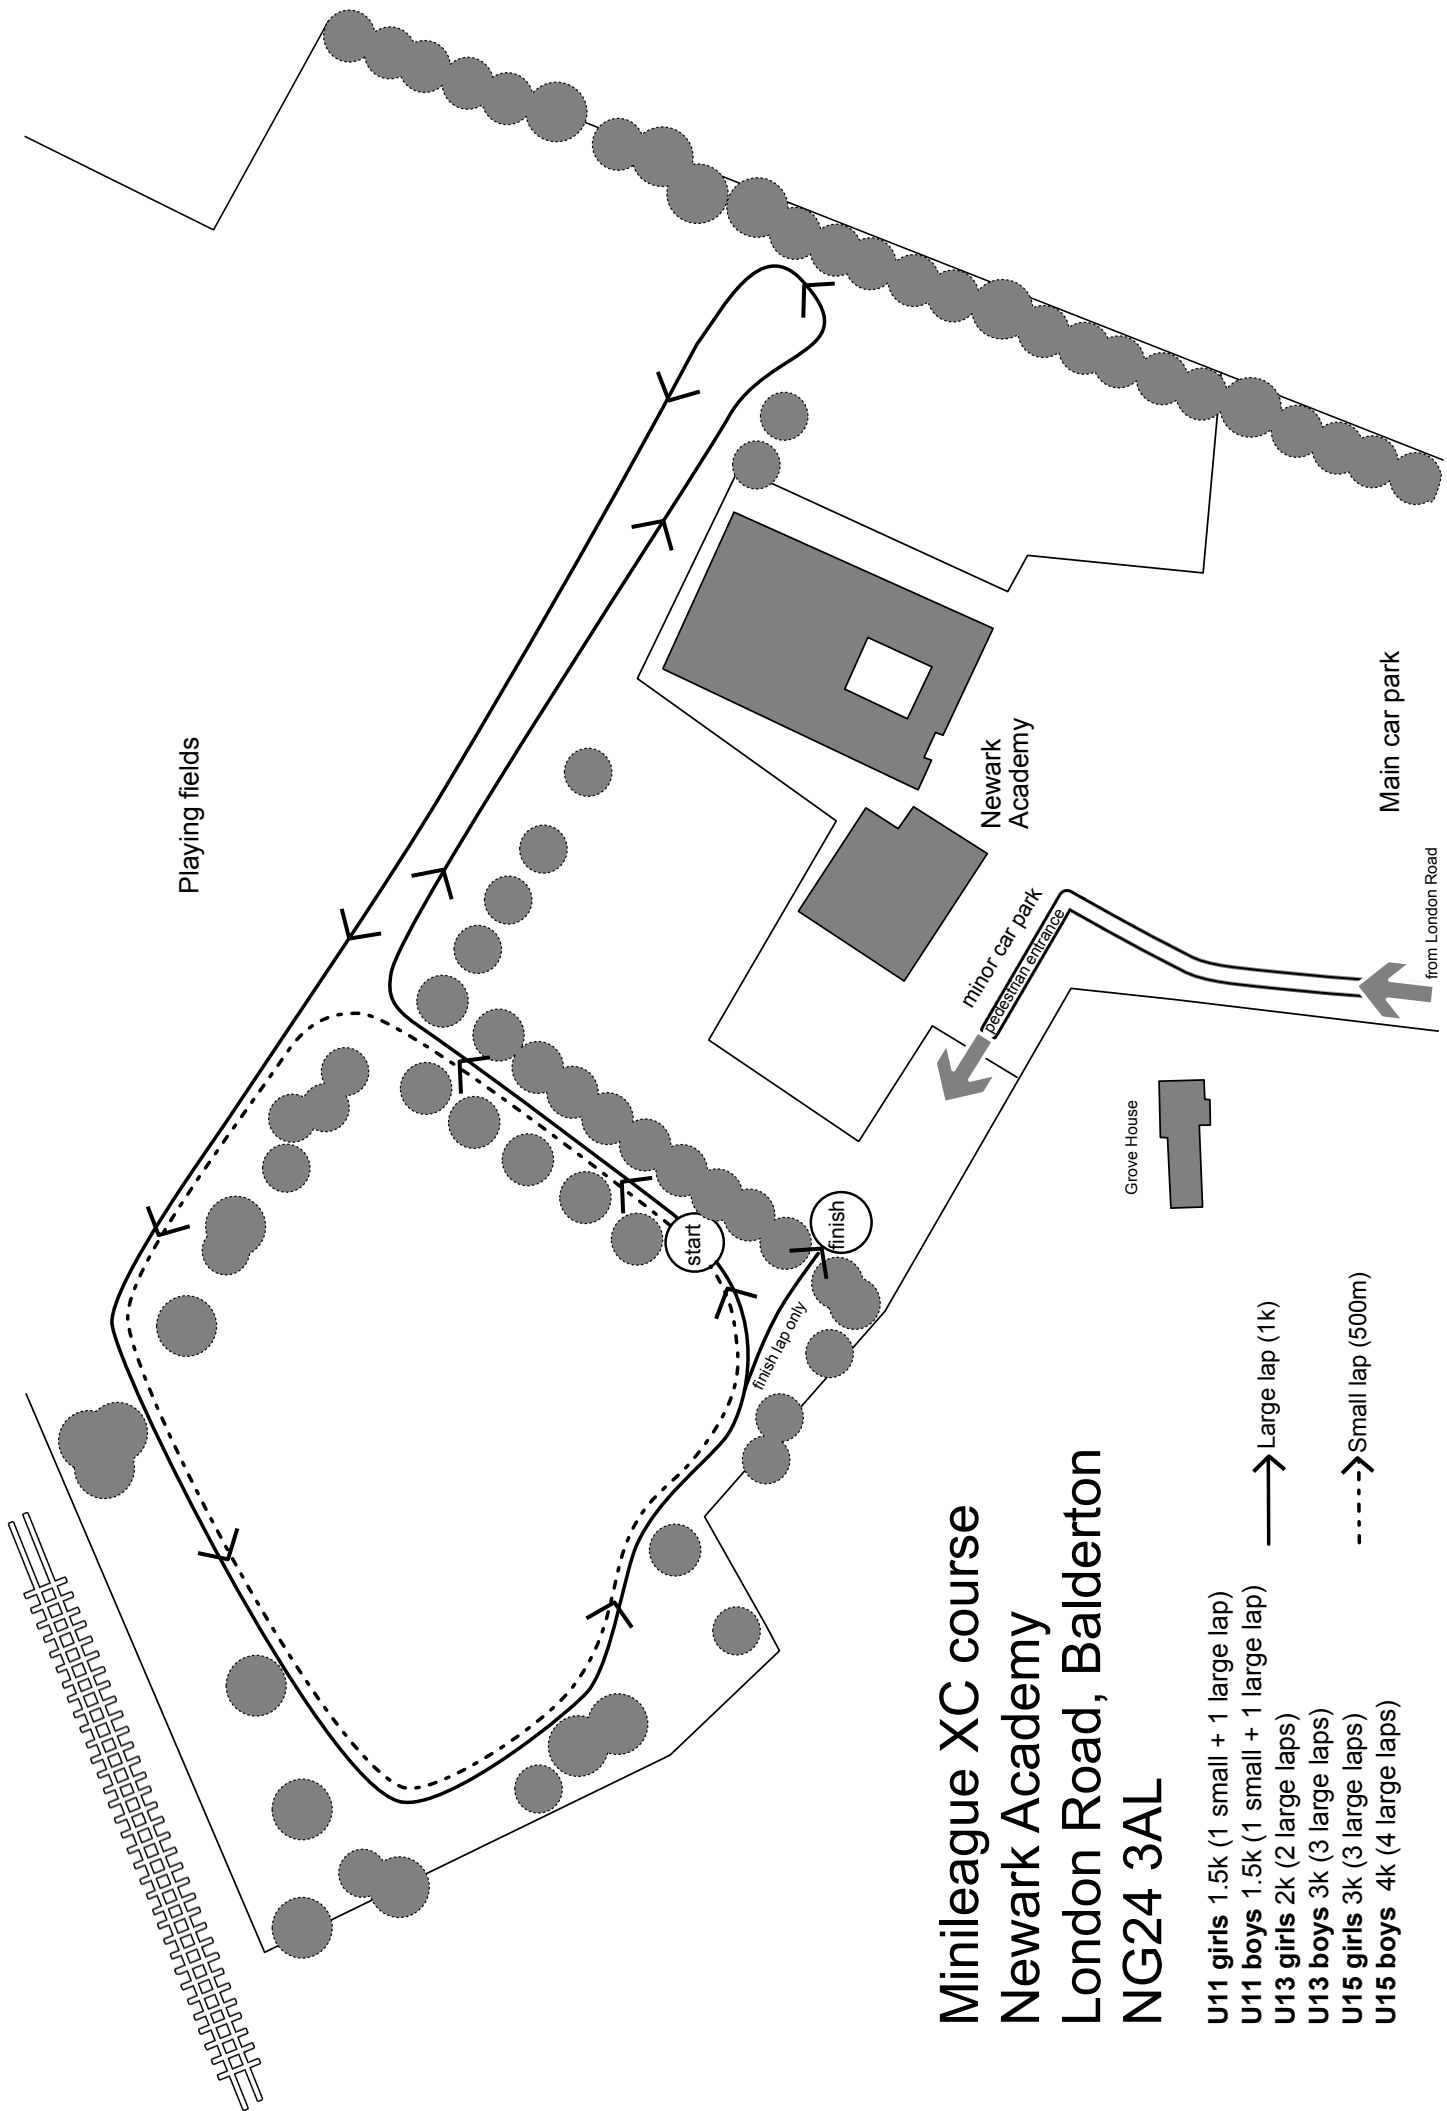 Playing fields
Newark
Academy
Main car park
minor car park
pedestrian entrance
from London Road
Grove House
start
finish
finish lap only
Minileague XC course
Newark Academy
London Road, Balderton
NG24 3AL
U11 girls 1.5k (1 small + 1 large lap)
U11 boys 1.5k (1 small + 1 large lap)
U13 girls 2k (2 large laps)
U13 boys 3k (3 large laps)
U15 girls 3k (3 large laps)
U15 boys 4k (4 large laps)
Large lap (1k)
Small lap (500m)